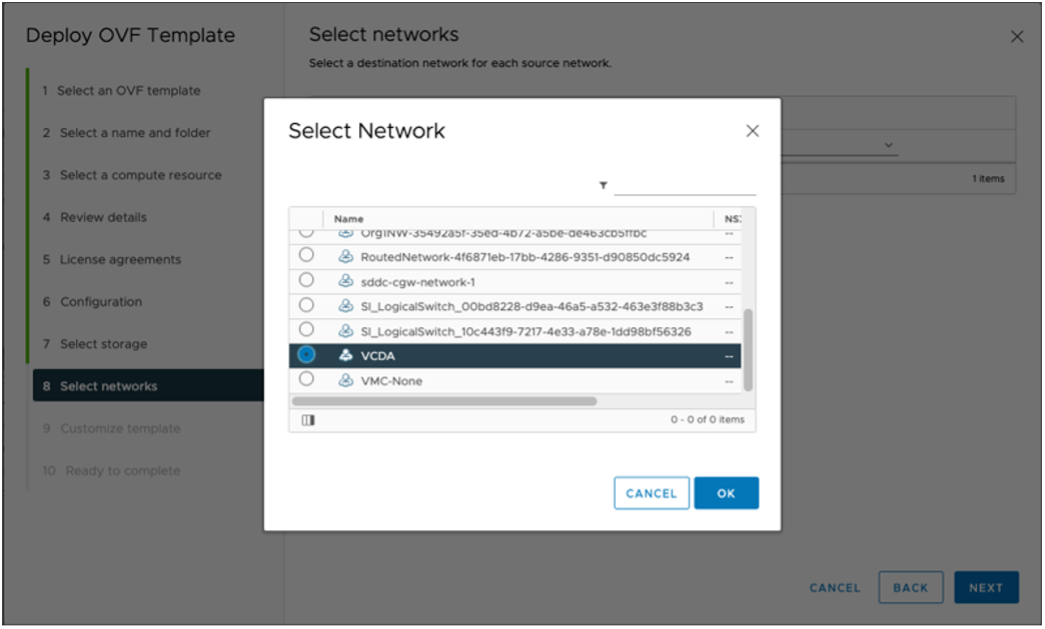 Deploy OVF Template
1 Select an OVF template
2 Select a name and folder
3 Select a compute resource
4 Review details
5 License agreements
6 Configuration
7 Select storage
8 Select networks
9 Customize template
10 Ready to complete
Select networks
Select a destination network for each source network.
1 items
Select Network
Name NS
Org1NW-35492a5f-35ed-4b72-a5be-de463cb5ffbc --
RoutedNetwork-4f6871eb-17bb-4286-9351-d90850dc5924 --
sddc-cgw-network-1 --
SI_LogicalSwitch_00bd8228-d9ea-46a5-a532-463e3f88b3c3 --
SI_LogicalSwitch_10c443f9-7217-4e33-a78e-1dd98bf56326 --
VCDA --
VMC-None --
0 - 0 of 0 items
CANCEL OK
CANCEL BACK NEXT